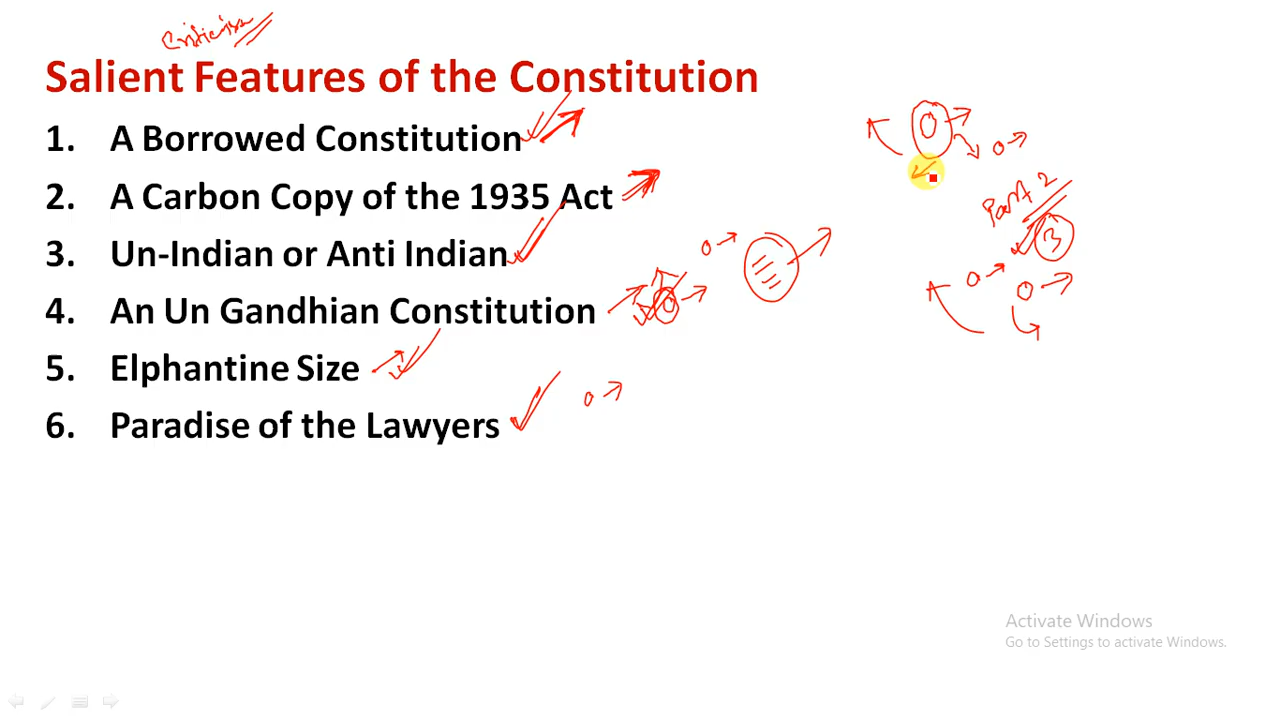 Criticism
Salient Features of the Constitution
1. A Borrowed Constitution
2. A Carbon Copy of the 1935 Act
3. Un-Indian or Anti Indian
4. An Un Gandhian Constitution
5. Elphantine Size
6. Paradise of the Lawyers
Part 2
3
Activate Windows
Go to Settings to activate Windows.